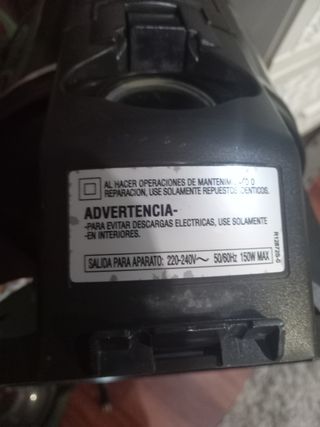 AL HACER OPERACIONES DE
REPARACION, USE SOLAMENTE REPUESTOS IDENTICOS.
ADVERTENCIA-
-PARA EVITAR DESCARGAS ELECTRICAS, USE SOLAMENTE
-EN INTERIORES.
SALIDA PARA APARATO: 220-240V~ 50/60Hz 150W MAX
R128720-G